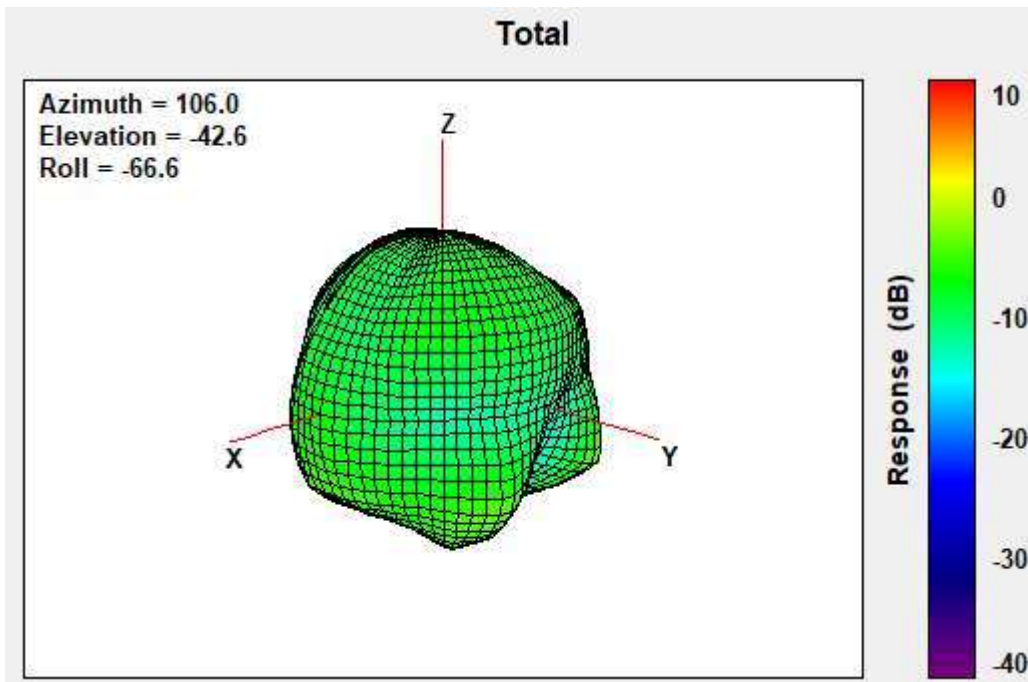 Total
Azimuth = 106.0
Elevation = -42.6
Roll = -66.6
Z
X
Y
Response (dB)
10
0
-10
-20
-30
-40